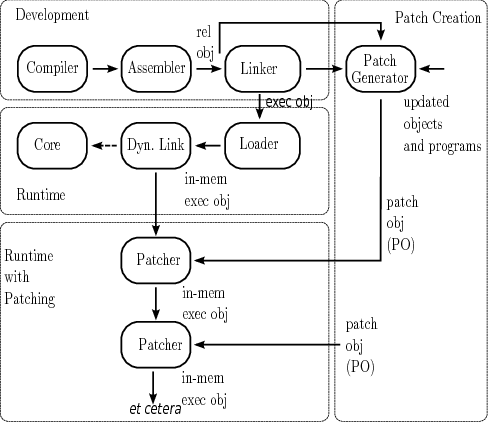 Development
Patch Creation
rel
obj
Compiler
Assembler
Linker
Patch
Generator
exec obj
updated
objects
and programs
Core
Dyn. Link
Loader
in-mem
exec obj
Runtime
patch
obj
(PO)
Runtime
with
Patching
Patcher
in-mem
exec obj
Patcher
patch
obj
(PO)
in-mem
exec obj
et cetera